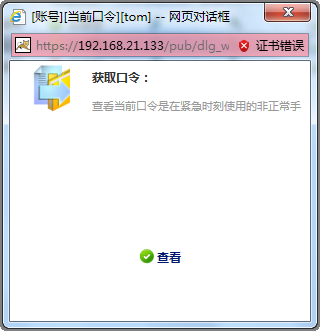 [账号][当前口令][tom] -- 网页对话框
https://192.168.21.133/pub/dlg_w 证书错误
获取口令：
查看当前口令是在紧急时刻使用的非正常手
查看